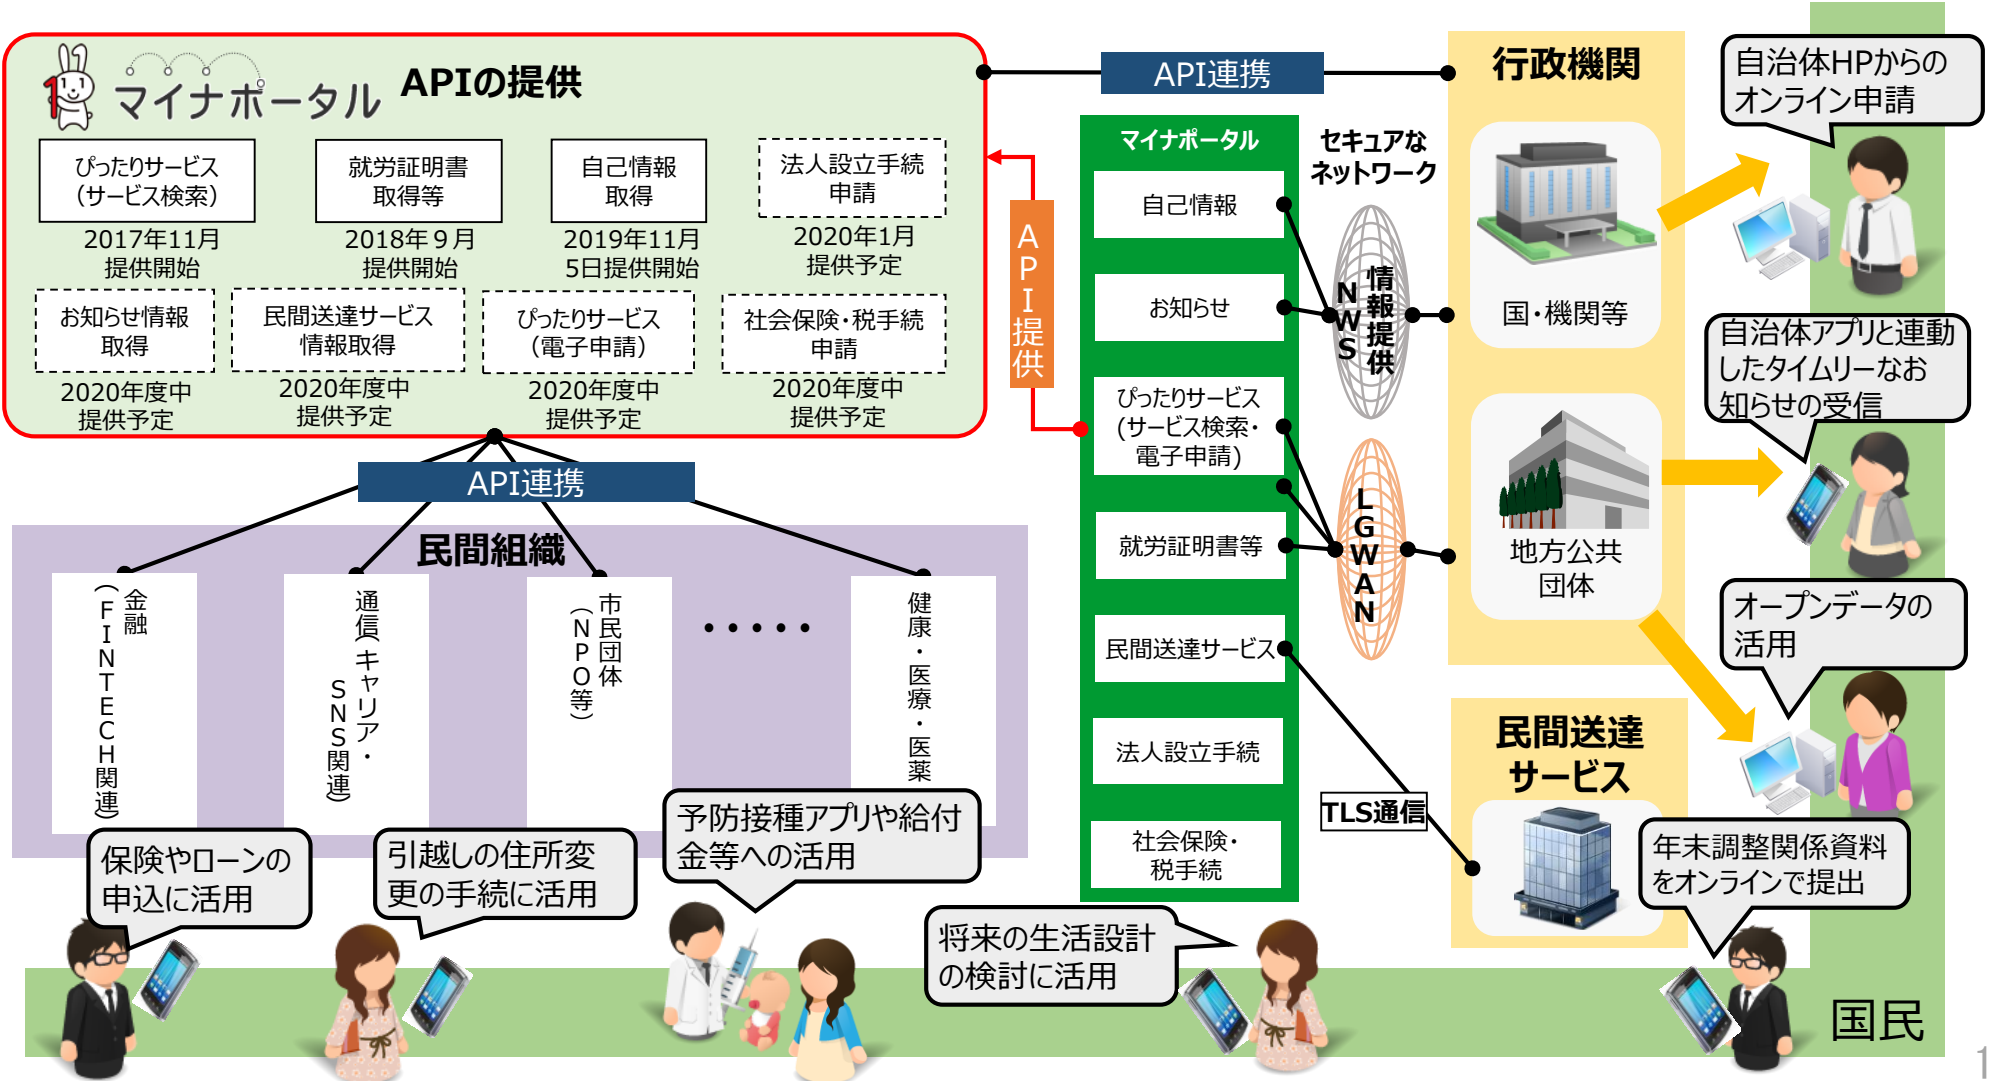 マイナポータル
APIの提供
ぴったりサービス
（サービス検索）
2017年11月
提供開始
就労証明書
取得等
2018年９月
提供開始
自己情報
取得
2019年11月
5日提供開始
法人設立手続
申請
2020年1月
提供予定
お知らせ情報
取得
2020年度中
提供予定
民間送達サービス
情報取得
2020年度中
提供予定
ぴったりサービス
（電子申請）
2020年度中
提供予定
社会保険・税手続
申請
2020年度中
提供予定
API連携
API提供
API連携
マイナポータル
自己情報
お知らせ
ぴったりサービス
(サービス検索・
電子申請)
就労証明書等
民間送達サービス
法人設立手続
社会保険・
税手続
セキュアな
ネットワーク
情報提供
NWS
LGWAN
TLS通信
行政機関
国・機関等
地方公共
団体
民間送達
サービス
自治体HPからの
オンライン申請
自治体アプリと連動
したタイムリーなお
知らせの受信
オープンデータの
活用
年末調整関係資料
をオンラインで提出
民間組織
金融
（FINTECH関連）
通信(キャリア・
SNS関連)
市民団体
（NPO等）
・・・・・
健康・医療・医薬
保険やローンの
申込に活用
引越しの住所変
更の手続に活用
予防接種アプリや給付
金等への活用
将来の生活設計
の検討に活用
国民
1